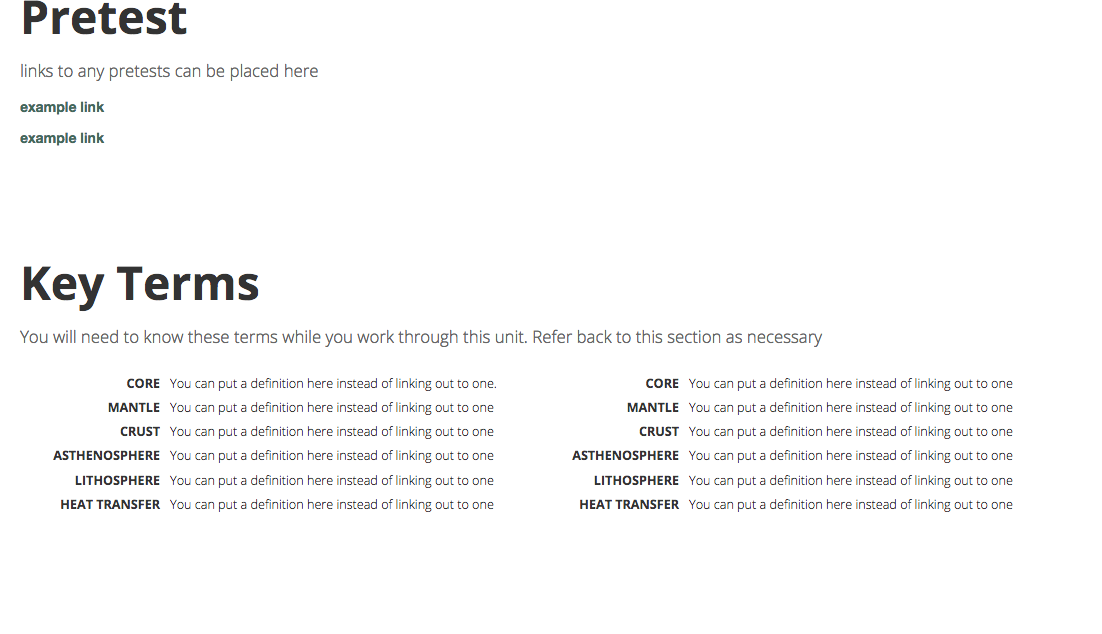 Pretest
links to any pretests can be placed here
example link
example link
Key Terms
You will need to know these terms while you work through this unit. Refer back to this section as necessary
CORE You can put a definition here instead of linking out to one.
MANTLE You can put a definition here instead of linking out to one
CRUST You can put a definition here instead of linking out to one
ASTHENOSPHERE You can put a definition here instead of linking out to one
LITHOSPHERE You can put a definition here instead of linking out to one
HEAT TRANSFER You can put a definition here instead of linking out to one
CORE You can put a definition here instead of linking out to one
MANTLE You can put a definition here instead of linking out to one
CRUST You can put a definition here instead of linking out to one
ASTHENOSPHERE You can put a definition here instead of linking out to one
LITHOSPHERE You can put a definition here instead of linking out to one
HEAT TRANSFER You can put a definition here instead of linking out to one